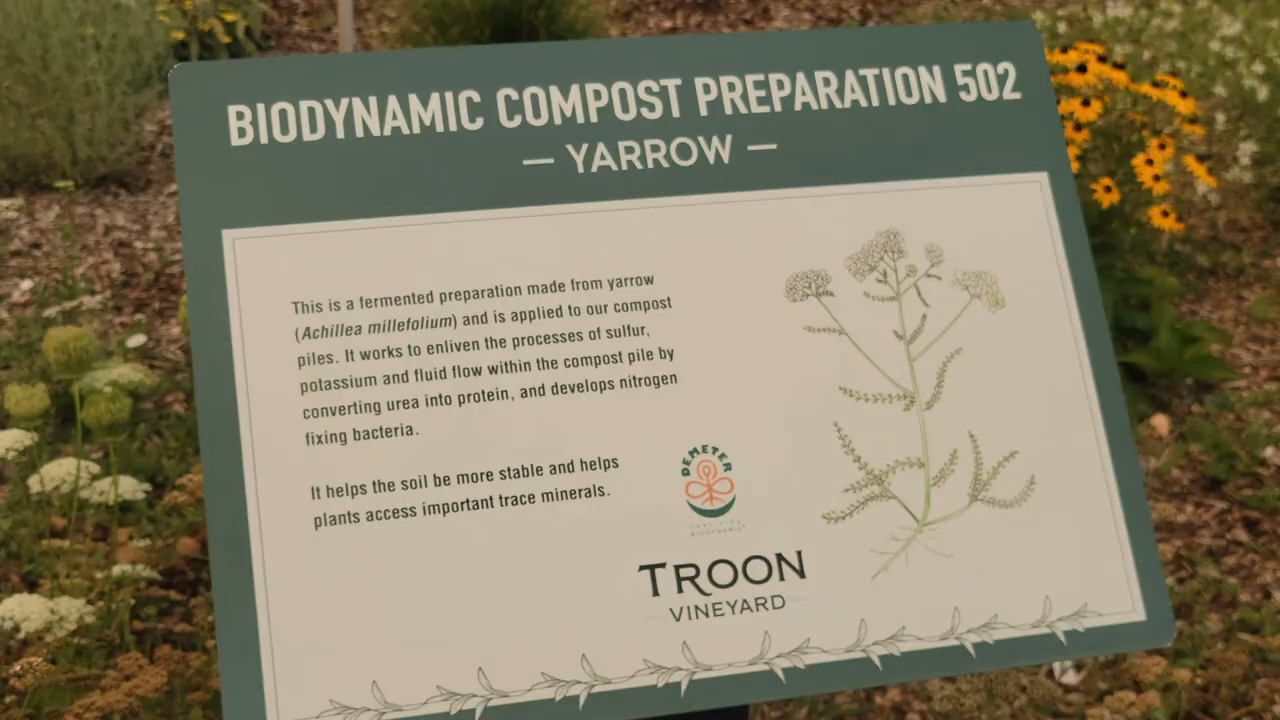 BIODYNAMIC COMPOST PREPARATION 502
— YARROW —
This is a fermented preparation made from yarrow
(Achillea millefolium) and is applied to our compost
piles. It works to enliven the processes of sulfur,
potassium and fluid flow within the compost pile by
converting urea into protein, and develops nitrogen
fixing bacteria.
It helps the soil be more stable and helps
plants access important trace minerals.
DEMETER
CERTIFIED
BIODYNAMIC
TROON
VINEYARD